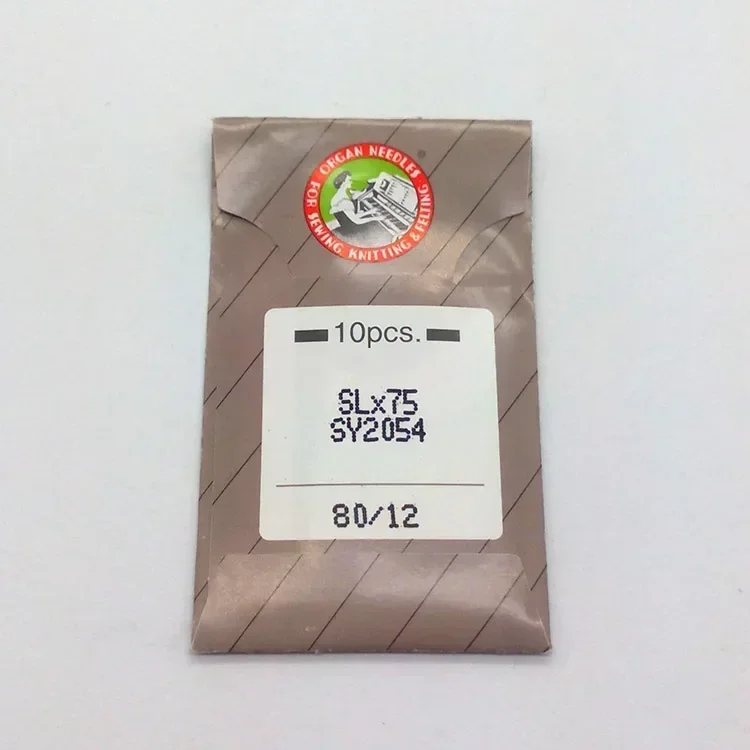 ORGAN NEEDLES
FOR SEWING, KNITTING & FELTING
®
10pcs.
SLx75
SY2054
80/12